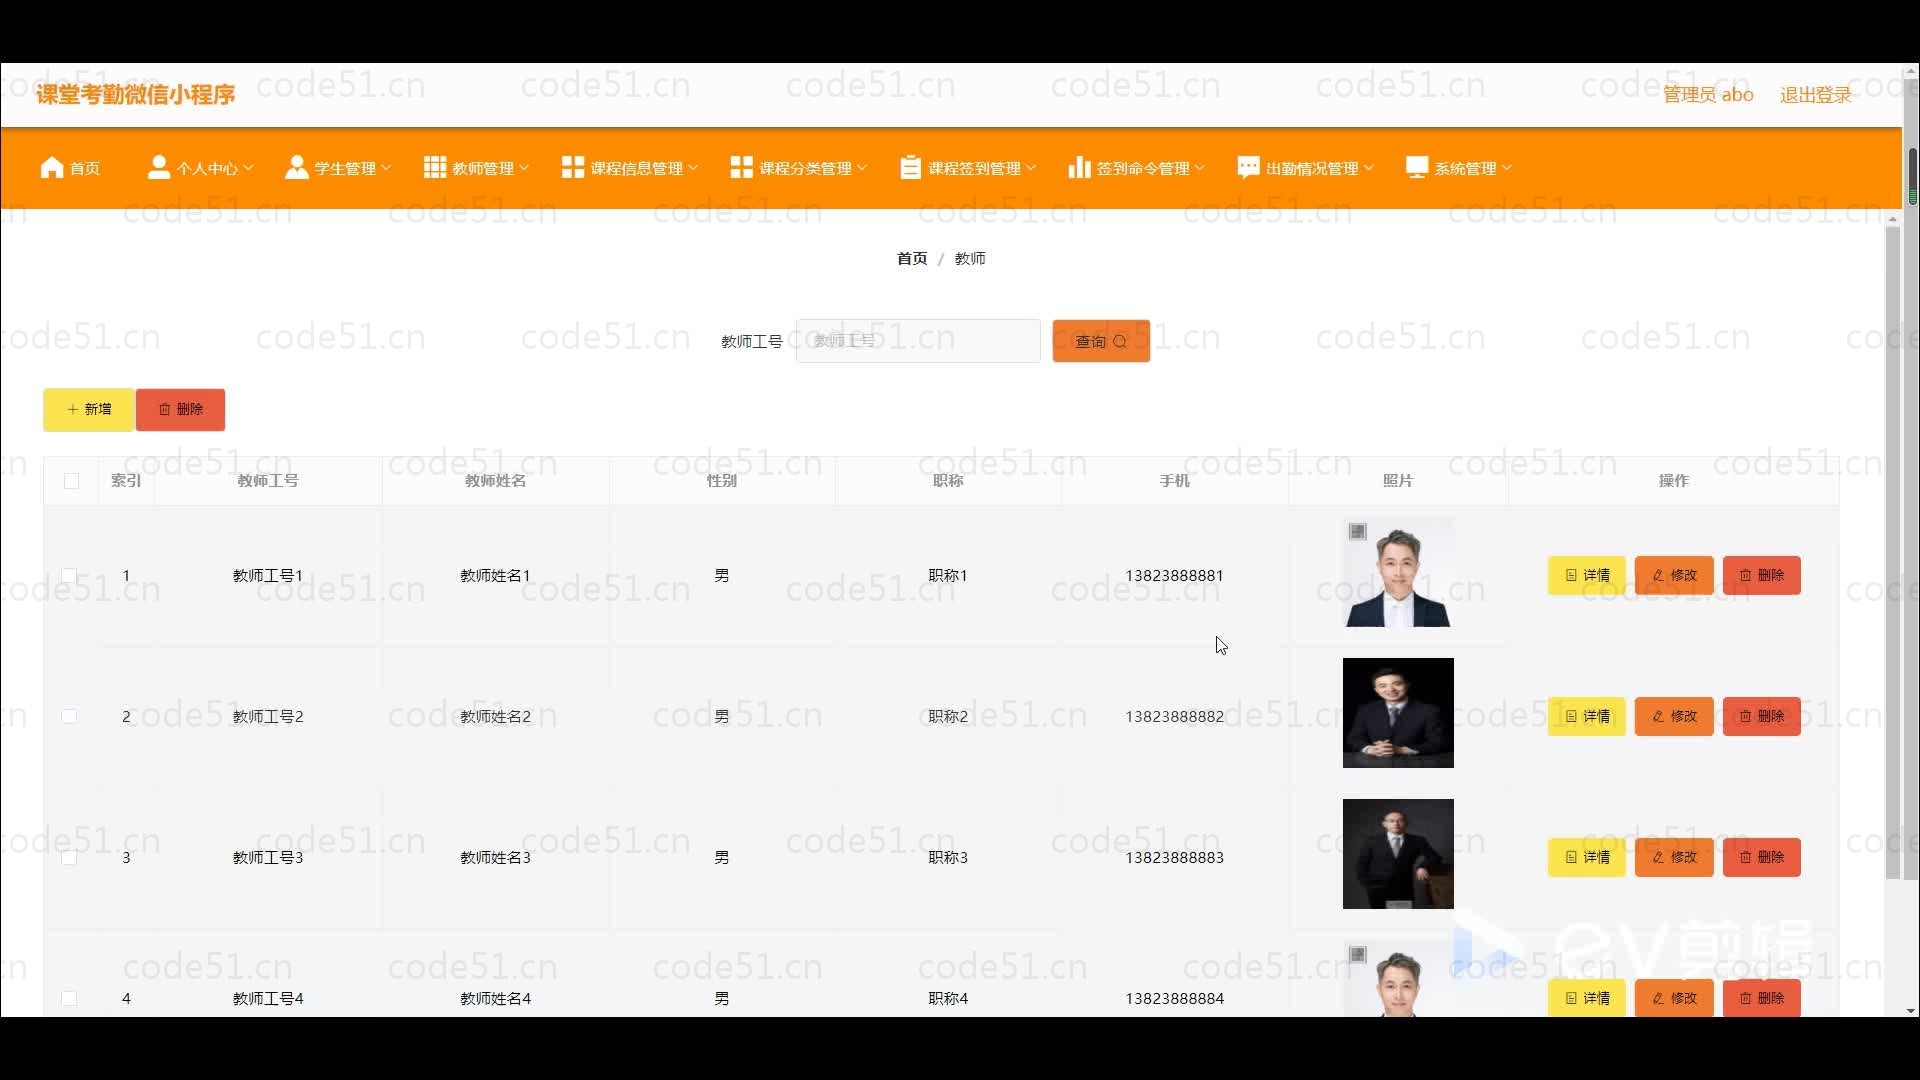 课堂考勤微信小程序
管理员 abo 退出登录
首页 个人中心 学生管理 教师管理 课程信息管理 课程分类管理 课程签到管理 签到命令管理 出勤情况管理 系统管理
首页 / 教师
教师工号 教师工号 查询
新增 删除
索引 教师工号 教师姓名 性别 职称 手机 照片 操作
1 教师工号1 教师姓名1 男 职称1 13823888881 详情 修改 删除
2 教师工号2 教师姓名2 男 职称2 13823888882 详情 修改 删除
3 教师工号3 教师姓名3 男 职称3 13823888883 详情 修改 删除
4 教师工号4 教师姓名4 男 职称4 13823888884 详情 修改 删除
code51.cn
ev剪辑